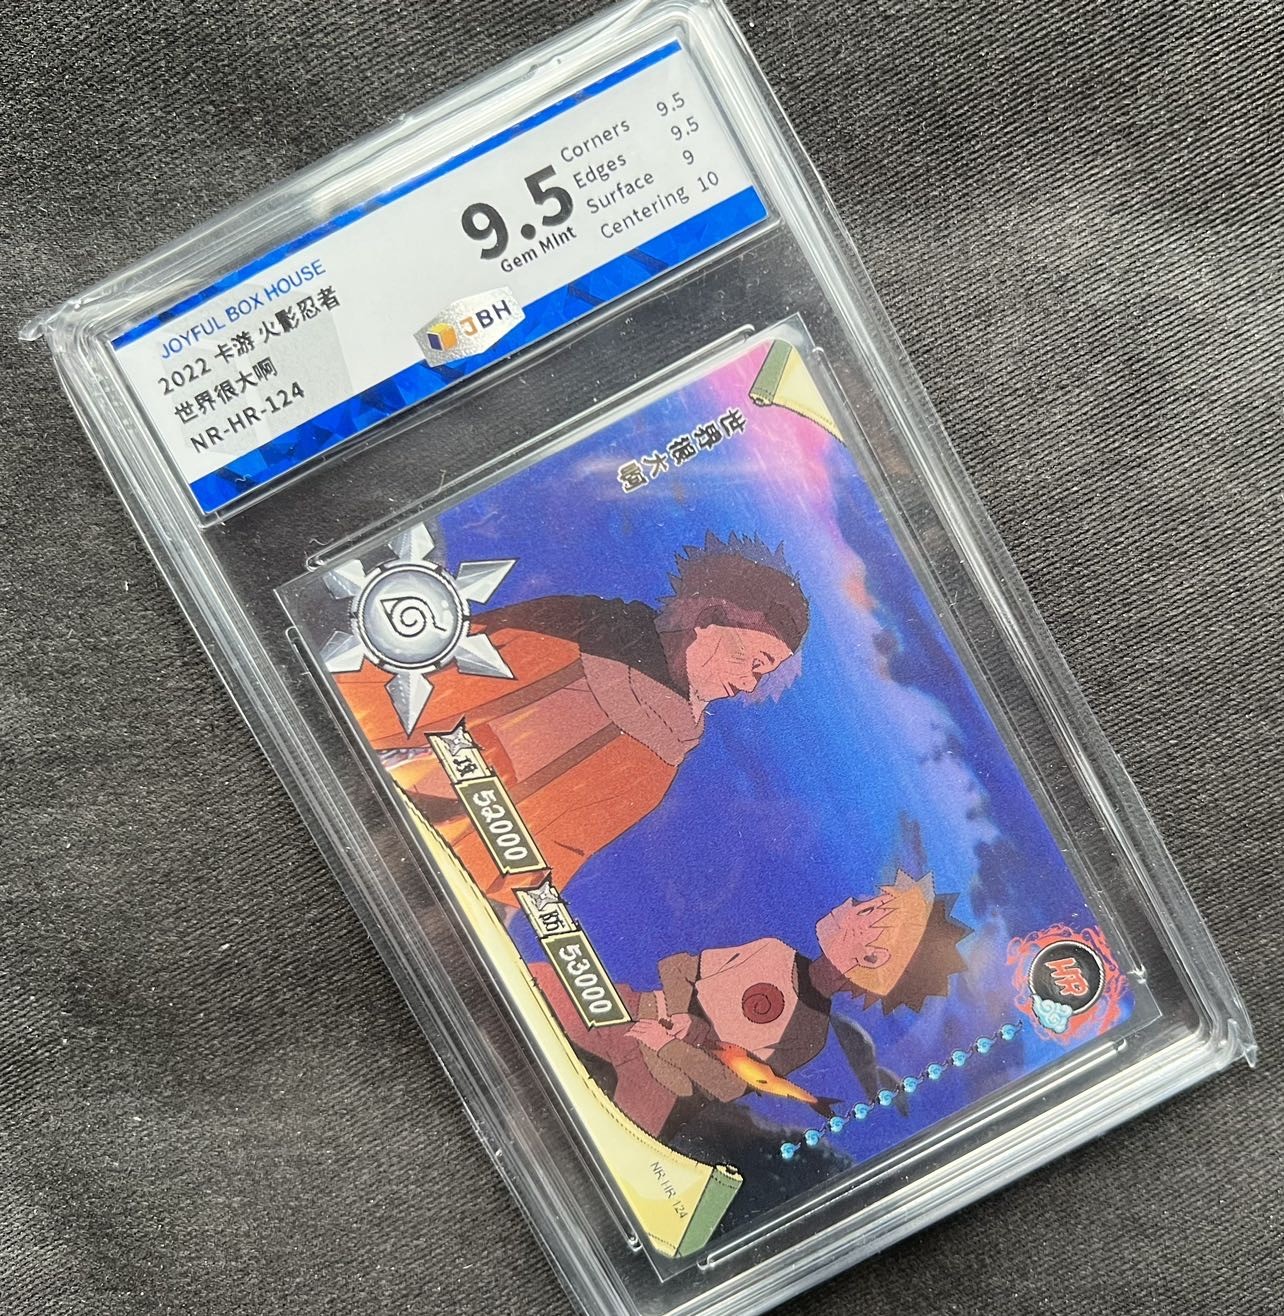 JOYFUL BOX HOUSE
2022 卡游 火影忍者
世界很大啊
NR-HR-124
9.5
Gem Mint
Corners 9.5
Edges 9.5
Surface 9
Centering 10
JBH
世界很大啊
攻 52000
防 53000
HR
NR-HR-124